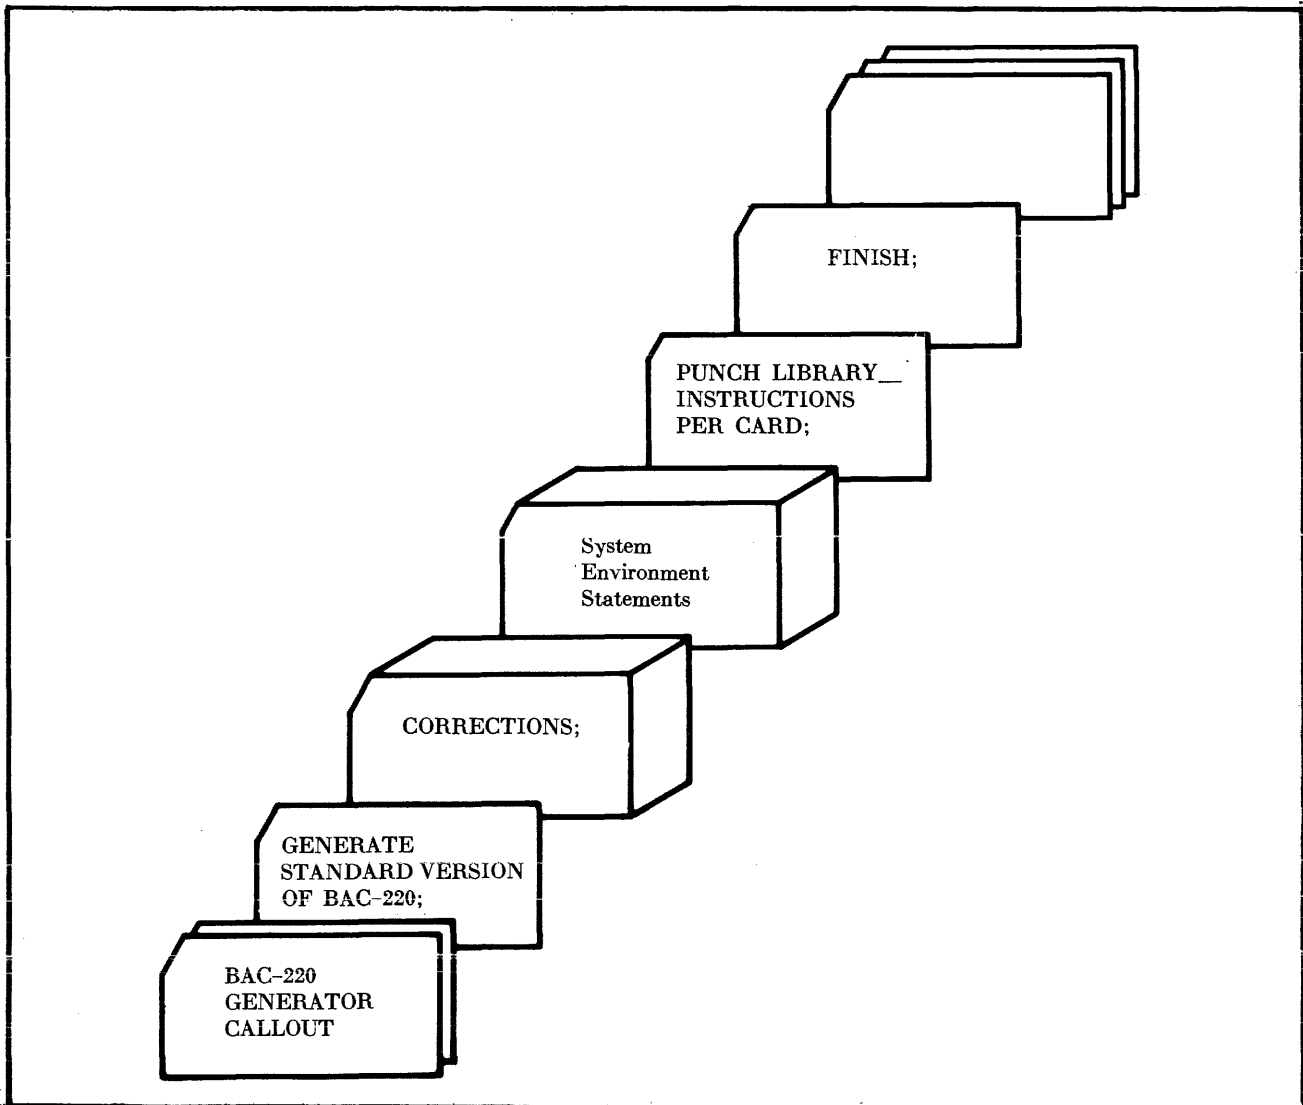 FINISH;
PUNCH LIBRARY__
INSTRUCTIONS
PER CARD;
System
Environment
Statements
CORRECTIONS;
GENERATE
STANDARD VERSION
OF BAC-220;
BAC-220
GENERATOR
CALLOUT